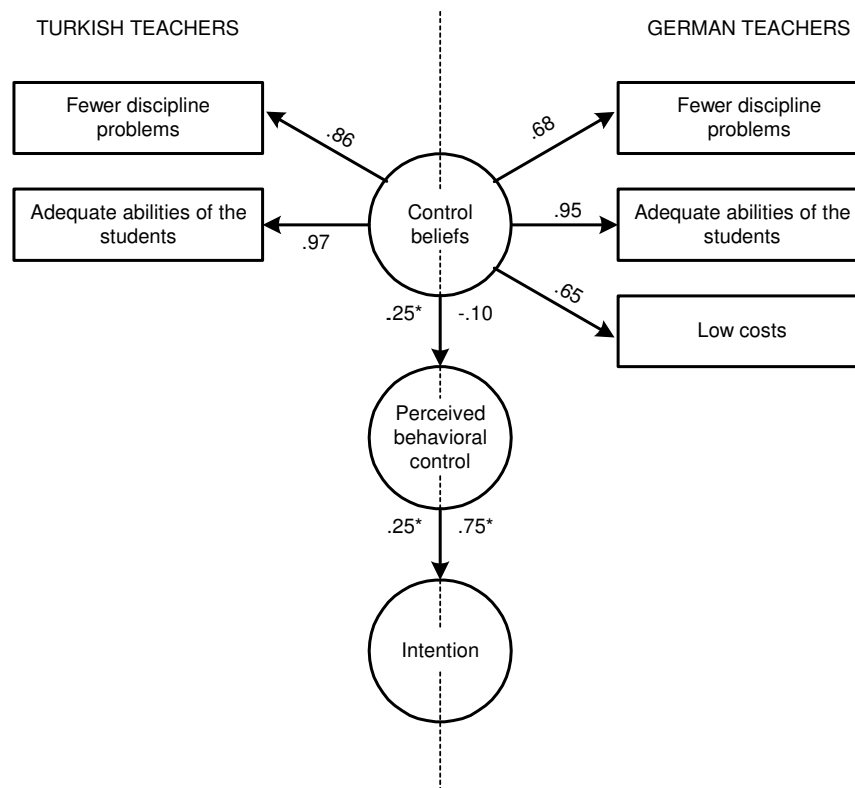 TURKISH TEACHERS
GERMAN TEACHERS
Fewer discipline
problems
.86
.68
Fewer discipline
problems
Adequate abilities of the
students
.97
Control
beliefs
.95
Adequate abilities of the
students
.65
Low costs
.25*
-.10
Perceived
behavioral
control
.25*
.75*
Intention